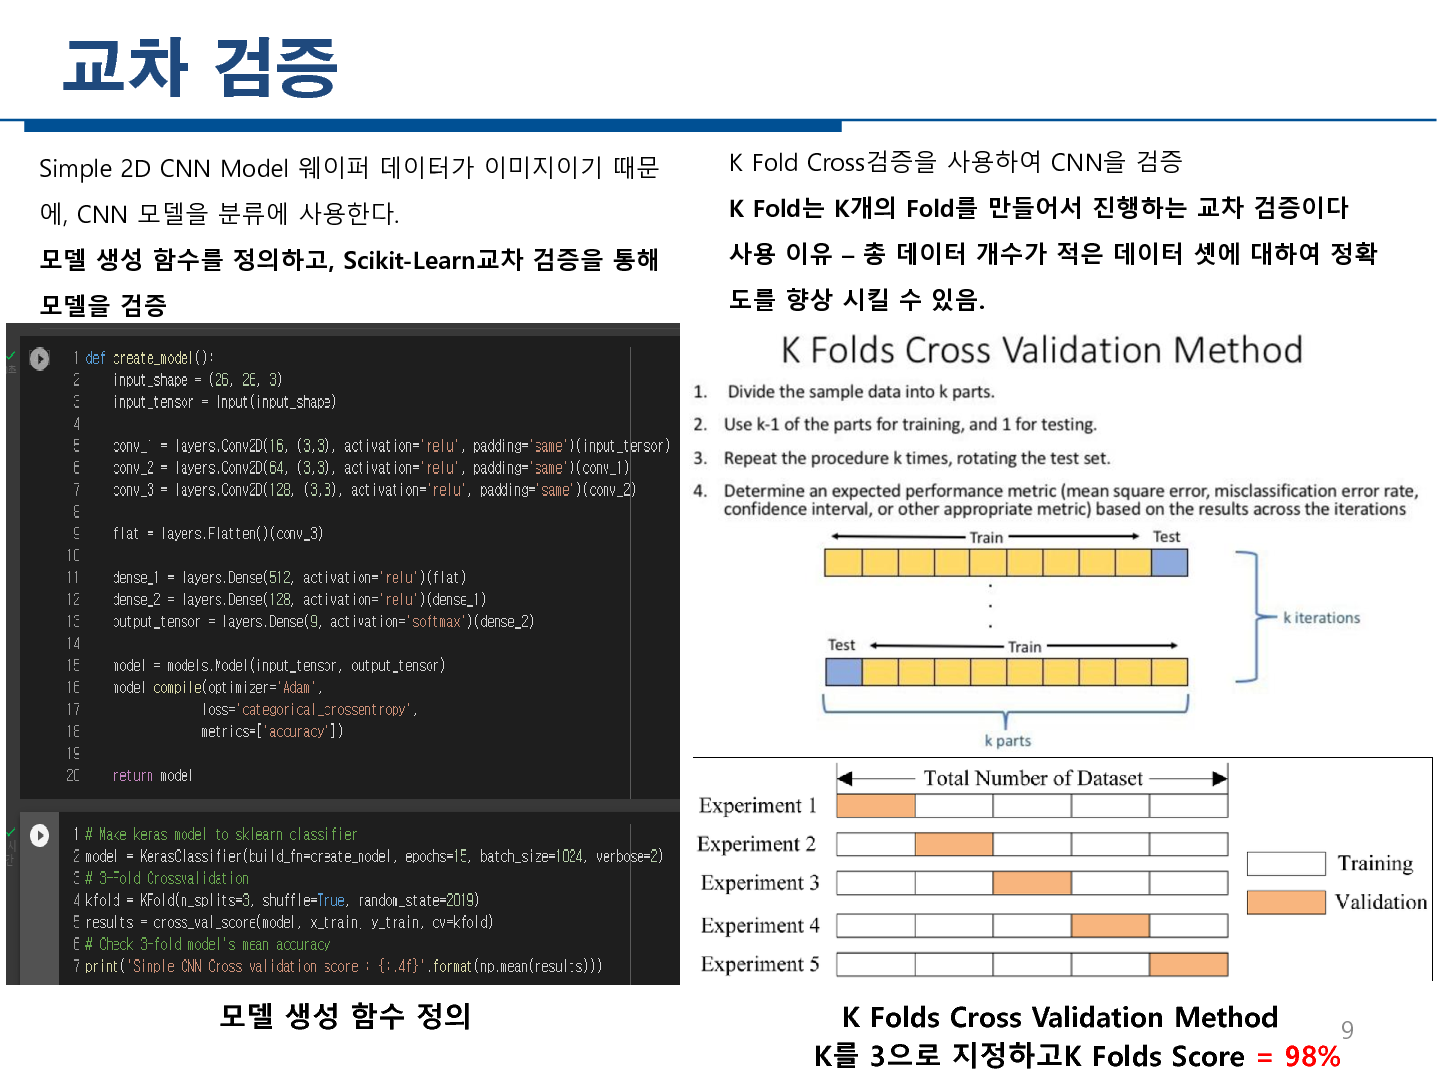 교차 검증
Simple 2D CNN Model 웨이퍼 데이터가 이미지이기 때문
에, CNN 모델을 분류에 사용한다.
모델 생성 함수를 정의하고, Scikit-Learn교차 검증을 통해
모델을 검증
1 def create_model():
2 input_shape = (26, 26, 3)
3 input_tensor = Input(input_shape)
4
5 conv_1 = layers.Conv2D(16, (3,3), activation='relu', padding='same')(input_tensor)
6 conv_2 = layers.Conv2D(64, (3,3), activation='relu', padding='same')(conv_1)
7 conv_3 = layers.Conv2D(128, (3,3), activation='relu', padding='same')(conv_2)
8
9 flat = layers.Flatten()(conv_3)
10
11 dense_1 = layers.Dense(512, activation='relu')(flat)
12 dense_2 = layers.Dense(128, activation='relu')(dense_1)
13 output_tensor = layers.Dense(9, activation='softmax')(dense_2)
14
15 model = models.Model(input_tensor, output_tensor)
16 model.compile(optimizer='Adam',
17 loss='categorical_crossentropy',
18 metrics=['accuracy'])
19
20 return model
1 # Make keras model to sklearn classifier
2 model = KerasClassifier(build_fn=create_model, epochs=15, batch_size=1024, verbose=2)
3 # 3-Fold Crossvalidation
4 kfold = KFold(n_splits=3, shuffle=True, random_state=2019)
5 results = cross_val_score(model, x_train, y_train, cv=kfold)
6 # Check 3-fold model's mean accuracy
7 print('Simple CNN Cross validation score : {:.4f}'.format(np.mean(results)))
모델 생성 함수 정의
K Fold Cross검증을 사용하여 CNN을 검증
K Fold는 K개의 Fold를 만들어서 진행하는 교차 검증이다
사용 이유 – 총 데이터 개수가 적은 데이터 셋에 대하여 정확
도를 향상 시킬 수 있음.
K Folds Cross Validation Method
1. Divide the sample data into k parts.
2. Use k-1 of the parts for training, and 1 for testing.
3. Repeat the procedure k times, rotating the test set.
4. Determine an expected performance metric (mean square error, misclassification error rate,
confidence interval, or other appropriate metric) based on the results across the iterations
Train Test
k iterations
Test Train
k parts
Total Number of Dataset
Experiment 1
Experiment 2
Experiment 3
Experiment 4
Experiment 5
Training
Validation
K Folds Cross Validation Method
K를 3으로 지정하고K Folds Score = 98%
9